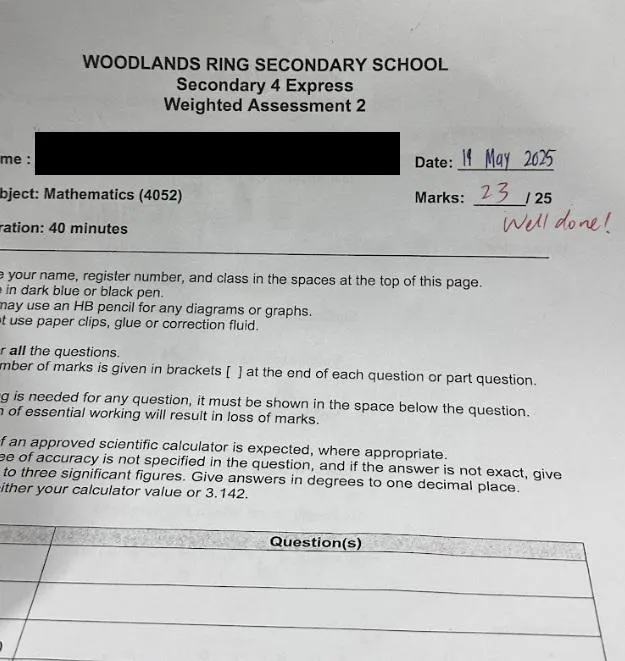 WOODLANDS RING SECONDARY SCHOOL
Secondary 4 Express
Weighted Assessment 2
me :
Date: 19 May 2025
bject: Mathematics (4052)
Marks: 23 / 25
Well done!
ration: 40 minutes
e your name, register number, and class in the spaces at the top of this page.
e in dark blue or black pen.
may use an HB pencil for any diagrams or graphs.
ot use paper clips, glue or correction fluid.
r all the questions.
mber of marks is given in brackets [ ] at the end of each question or part question.
g is needed for any question, it must be shown in the space below the question.
n of essential working will result in loss of marks.
f an approved scientific calculator is expected, where appropriate.
ee of accuracy is not specified in the question, and if the answer is not exact, give
to three significant figures. Give answers in degrees to one decimal place.
ither your calculator value or 3.142.
Question(s)